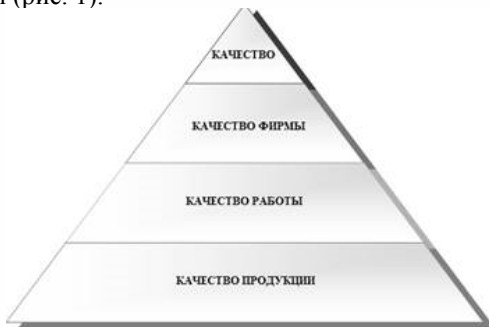 (рис. 1).
КАЧЕСТВО
КАЧЕСТВО ФИРМЫ
КАЧЕСТВО РАБОТЫ
КАЧЕСТВО ПРОДУКЦИИ